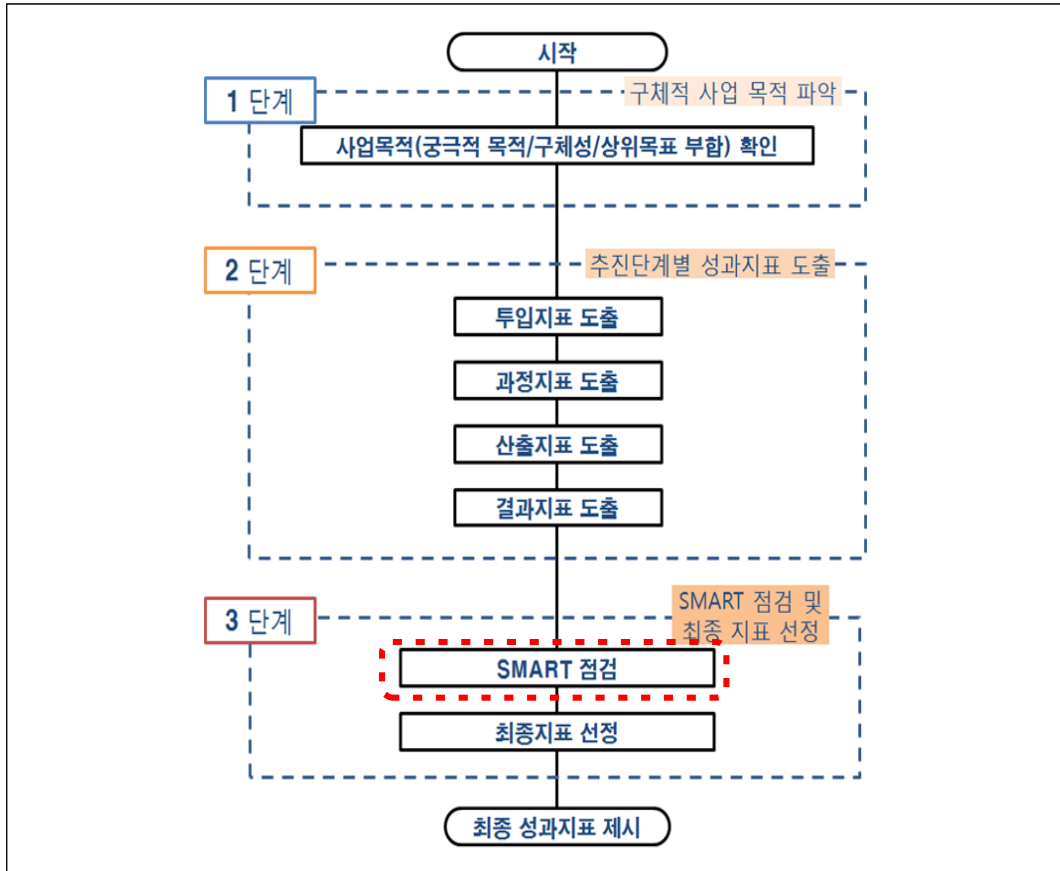 시작
1 단계
구체적 사업 목적 파악
사업목적(궁극적 목적/구체성/상위목표 부합) 확인
2 단계
추진단계별 성과지표 도출
투입지표 도출
과정지표 도출
산출지표 도출
결과지표 도출
3 단계
SMART 점검 및
최종 지표 선정
SMART 점검
최종지표 선정
최종 성과지표 제시